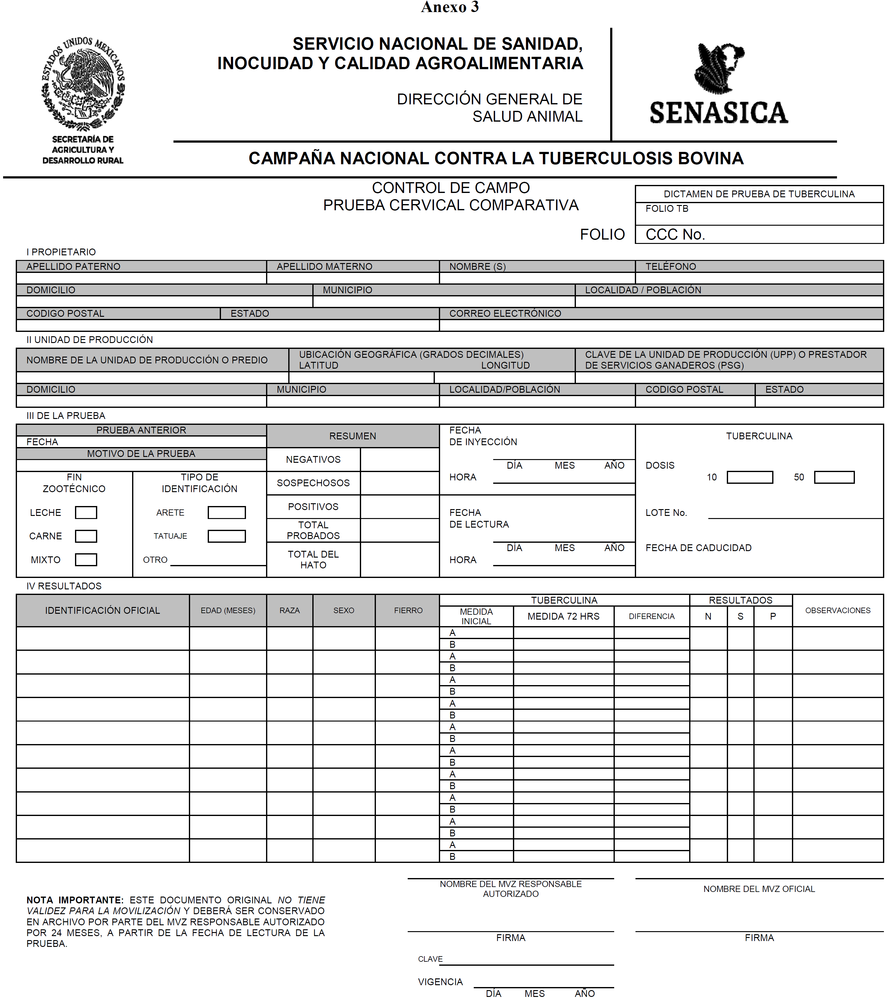 Anexo 3
ESTADOS UNIDOS MEXICANOS
SECRETARÍA DE
AGRICULTURA Y
DESARROLLO RURAL
SERVICIO NACIONAL DE SANIDAD,
INOCUIDAD Y CALIDAD AGROALIMENTARIA
DIRECCIÓN GENERAL DE
SALUD ANIMAL
SENASICA
CAMPAÑA NACIONAL CONTRA LA TUBERCULOSIS BOVINA
CONTROL DE CAMPO
PRUEBA CERVICAL COMPARATIVA
DICTAMEN DE PRUEBA DE TUBERCULINA
FOLIO TB
FOLIO CCC No.
I PROPIETARIO
APELLIDO PATERNO APELLIDO MATERNO NOMBRE (S) TELÉFONO
DOMICILIO MUNICIPIO LOCALIDAD / POBLACIÓN
CODIGO POSTAL ESTADO CORREO ELECTRÓNICO
II UNIDAD DE PRODUCCIÓN
NOMBRE DE LA UNIDAD DE PRODUCCIÓN O PREDIO
UBICACIÓN GEOGRÁFICA (GRADOS DECIMALES)
LATITUD LONGITUD
CLAVE DE LA UNIDAD DE PRODUCCIÓN (UPP) O PRESTADOR
DE SERVICIOS GANADEROS (PSG)
DOMICILIO MUNICIPIO LOCALIDAD/POBLACIÓN CODIGO POSTAL ESTADO
III DE LA PRUEBA
PRUEBA ANTERIOR
FECHA
MOTIVO DE LA PRUEBA
FIN
ZOOTÉCNICO
LECHE
CARNE
MIXTO
TIPO DE
IDENTIFICACIÓN
ARETE
TATUAJE
OTRO
RESUMEN
NEGATIVOS
SOSPECHOSOS
POSITIVOS
TOTAL
PROBADOS
TOTAL DEL
HATO
FECHA
DE INYECCIÓN
DÍA MES AÑO
HORA
FECHA
DE LECTURA
DÍA MES AÑO
HORA
TUBERCULINA
DOSIS
10 50
LOTE No.
FECHA DE CADUCIDAD
IV RESULTADOS
IDENTIFICACIÓN OFICIAL EDAD (MESES) RAZA SEXO FIERRO
TUBERCULINA
MEDIDA
INICIAL
MEDIDA 72 HRS DIFERENCIA
RESULTADOS
N S P
OBSERVACIONES
A
B
A
B
A
B
A
B
A
B
A
B
A
B
A
B
A
B
A
B
NOTA IMPORTANTE: ESTE DOCUMENTO ORIGINAL NO TIENE
VALIDEZ PARA LA MOVILIZACIÓN Y DEBERÁ SER CONSERVADO
EN ARCHIVO POR PARTE DEL MVZ RESPONSABLE AUTORIZADO
POR 24 MESES, A PARTIR DE LA FECHA DE LECTURA DE LA
PRUEBA.
NOMBRE DEL MVZ RESPONSABLE
AUTORIZADO
FIRMA
CLAVE
VIGENCIA
DÍA MES AÑO
NOMBRE DEL MVZ OFICIAL
FIRMA